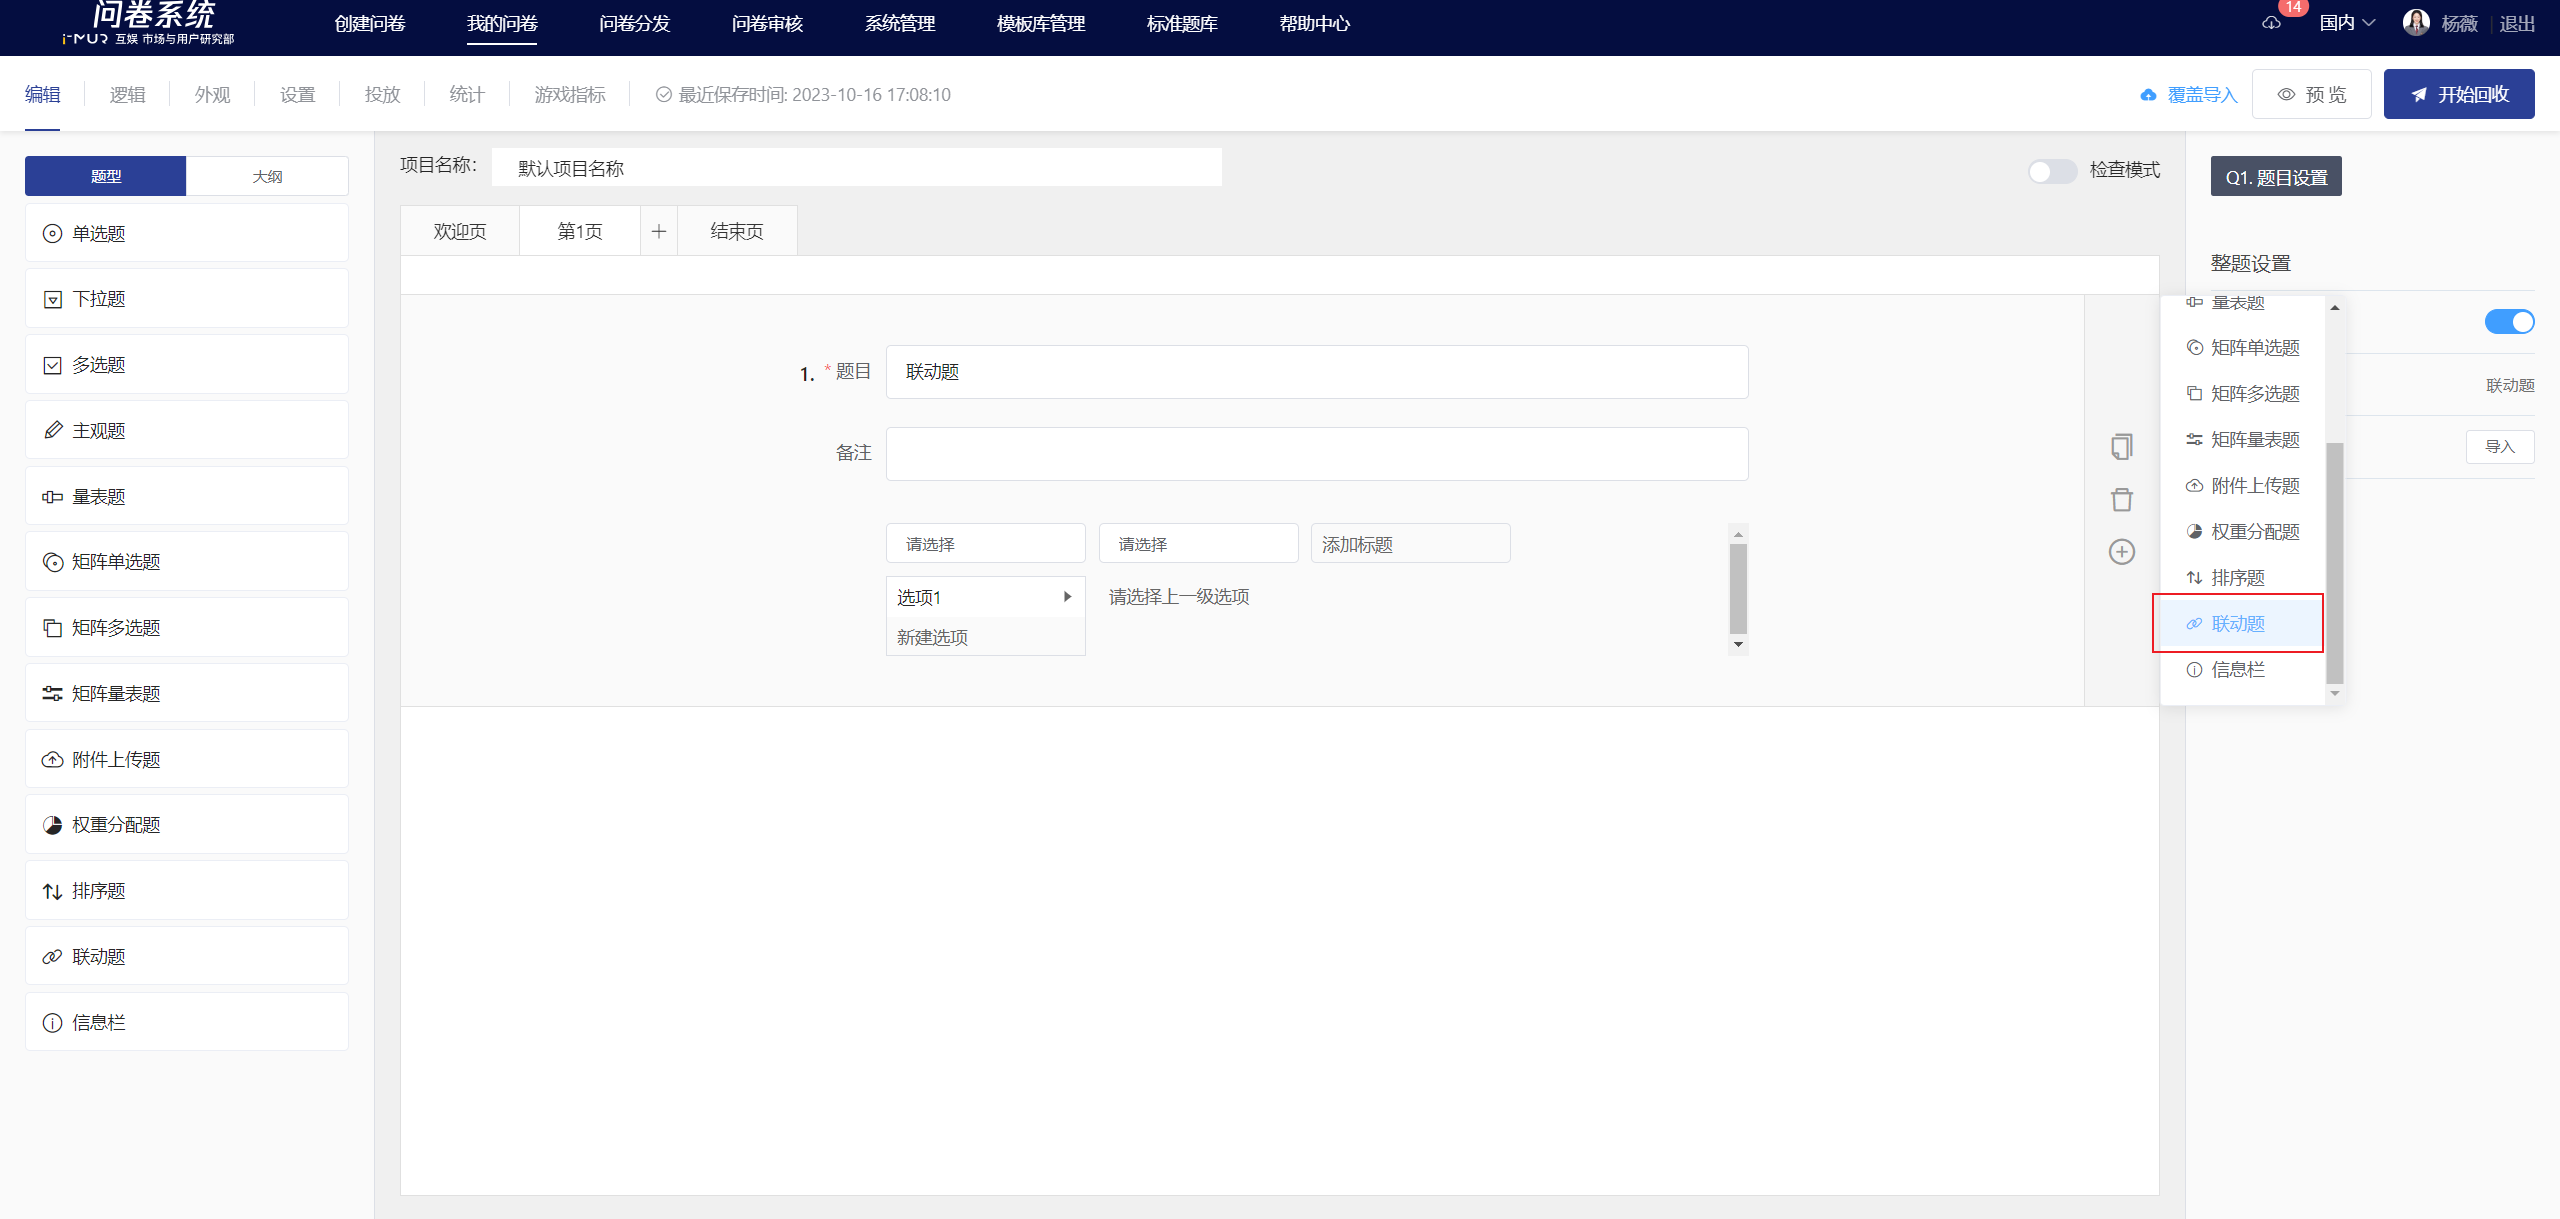 问卷系统
i-MUR 互娱 市场与用户研究部
创建问卷 我的问卷 问卷分发 问卷审核 系统管理 模板库管理 标准题库 帮助中心
14
国内 杨薇 退出
编辑 逻辑 外观 设置 投放 统计 游戏指标 最近保存时间: 2023-10-16 17:08:10
覆盖导入 预 览 开始回收
题型 大纲
单选题
下拉题
多选题
主观题
量表题
矩阵单选题
矩阵多选题
矩阵量表题
附件上传题
权重分配题
排序题
联动题
信息栏
项目名称: 默认项目名称
检查模式
欢迎页 第1页 + 结束页
1. * 题目 联动题
备注
请选择 请选择 添加标题
选项1 请选择上一级选项
新建选项
Q1. 题目设置
整题设置
联动题
导入
量表题
矩阵单选题
矩阵多选题
矩阵量表题
附件上传题
权重分配题
排序题
联动题
信息栏